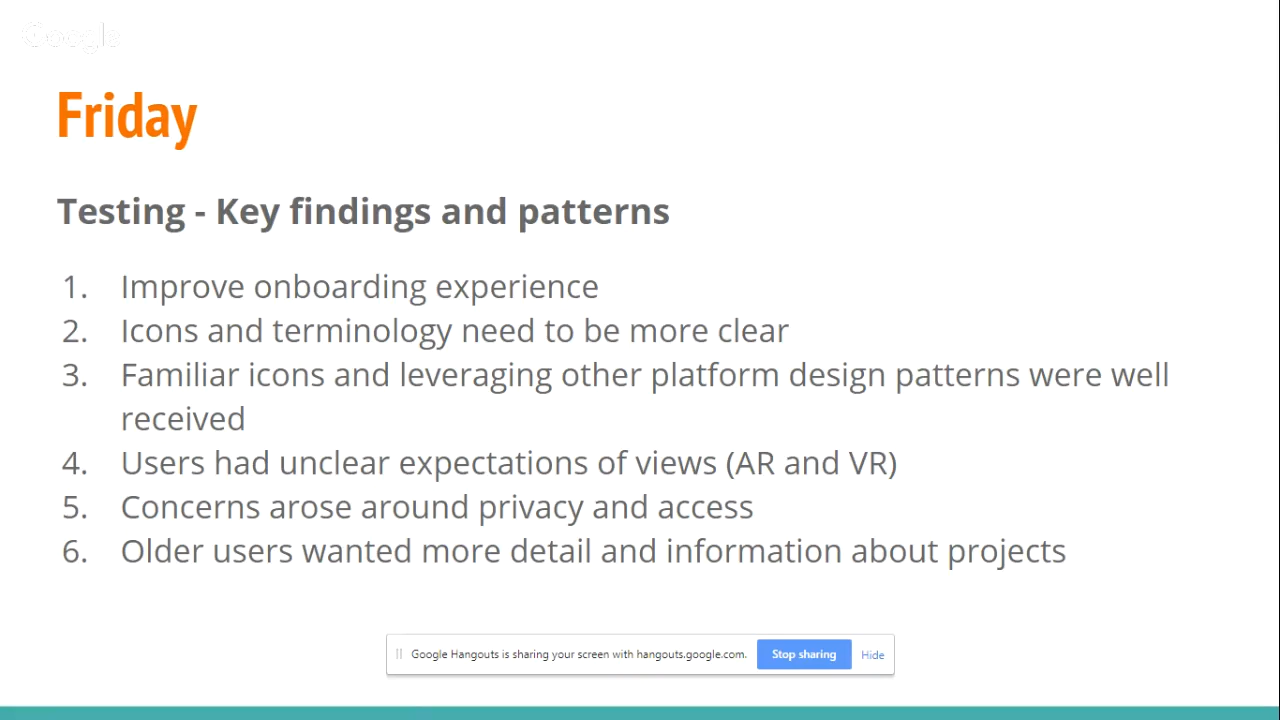 Google
Friday
Testing - Key findings and patterns
1. Improve onboarding experience
2. Icons and terminology need to be more clear
3. Familiar icons and leveraging other platform design patterns were well
received
4. Users had unclear expectations of views (AR and VR)
5. Concerns arose around privacy and access
6. Older users wanted more detail and information about projects
Google Hangouts is sharing your screen with hangouts.google.com. Stop sharing Hide